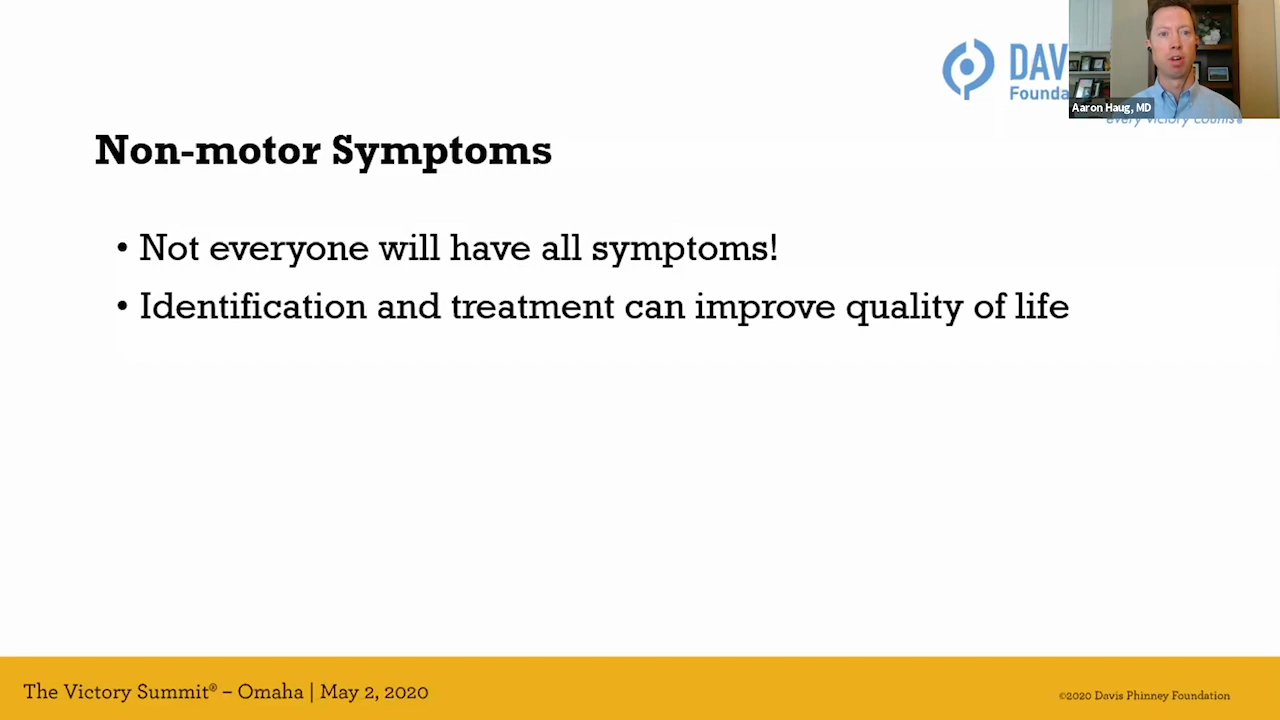 DAV
Founda
Aaron Haug, MD
every victory counts®
Non-motor Symptoms
• Not everyone will have all symptoms!
• Identification and treatment can improve quality of life
The Victory Summit® – Omaha | May 2, 2020
©2020 Davis Phinney Foundation